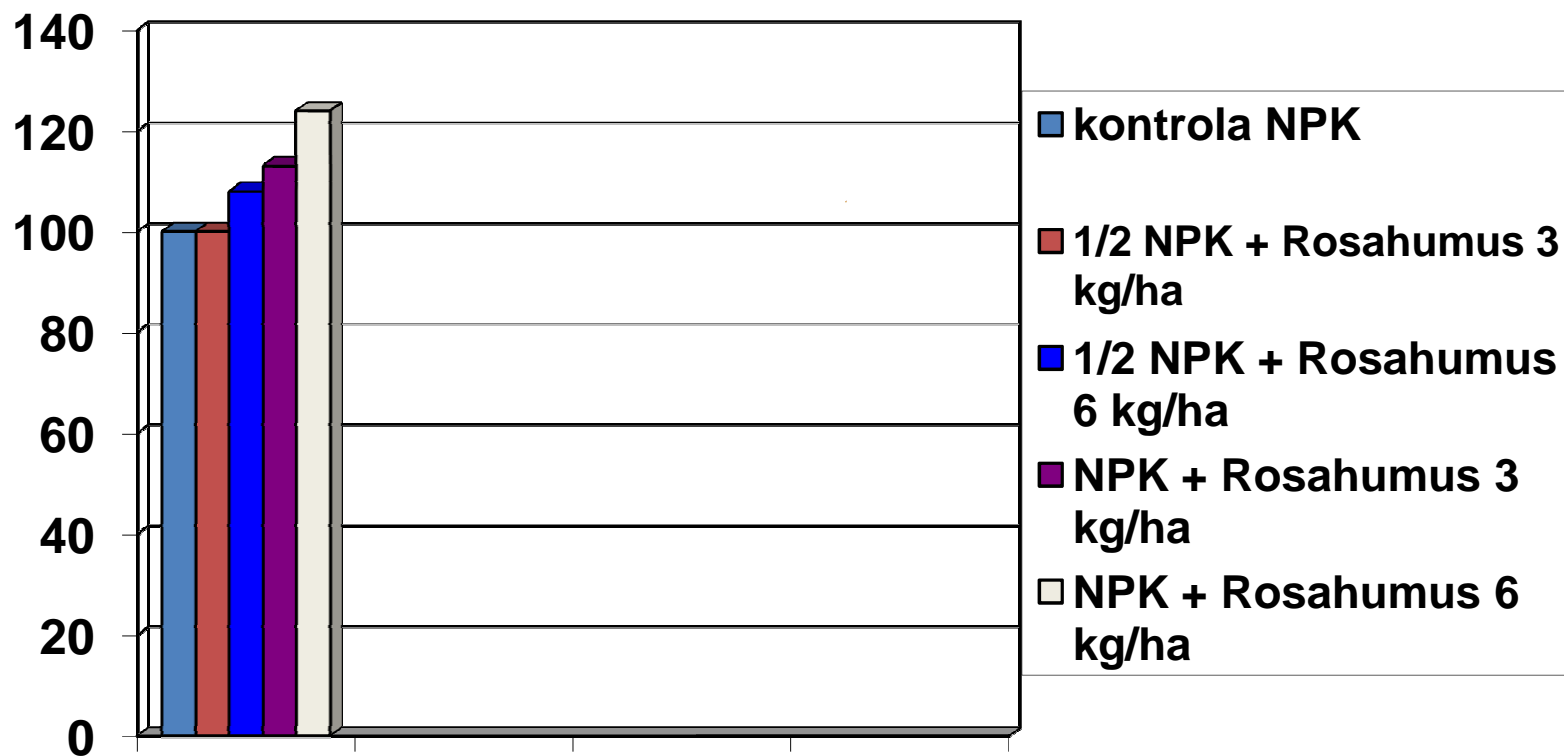 140
120
100
80
60
40
20
0
kontrola NPK
1/2 NPK + Rosahumus 3
kg/ha
1/2 NPK + Rosahumus
6 kg/ha
NPK + Rosahumus 3
kg/ha
NPK + Rosahumus 6
kg/ha